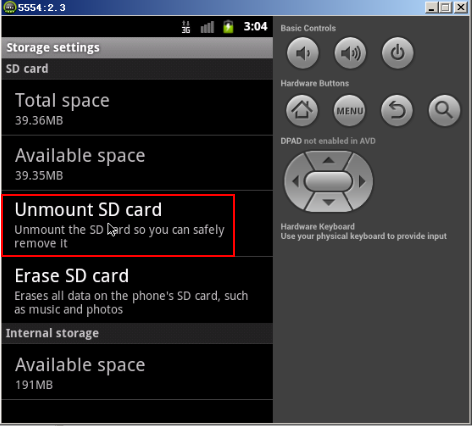 5554:2.3
3G
3:04
Storage settings
SD card
Total space
39.36MB
Available space
39.35MB
Unmount SD card
Unmount the SD card so you can safely
remove it
Erase SD card
Erases all data on the phone's SD card, such
as music and photos
Internal storage
Available space
191MB
Basic Controls
Hardware Buttons
MENU
DPAD not enabled in AVD
Hardware Keyboard
Use your physical keyboard to provide input